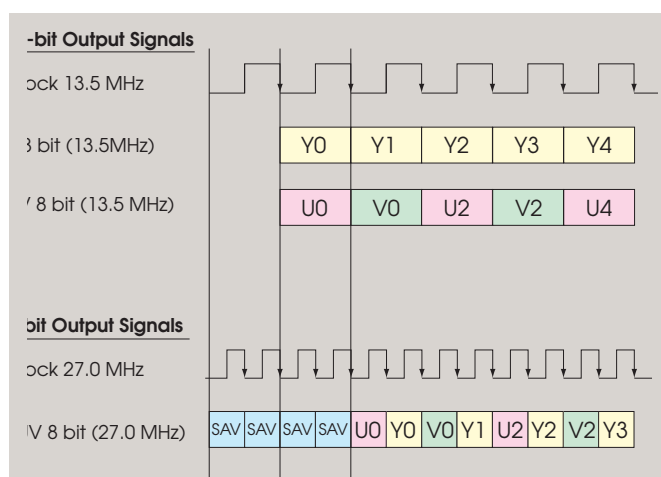 -bit Output Signals
ock 13.5 MHz
8 bit (13.5MHz)
Y0 Y1 Y2 Y3 Y4
V 8 bit (13.5 MHz)
U0 V0 U2 V2 U4
bit Output Signals
ock 27.0 MHz
V 8 bit (27.0 MHz)
SAV SAV SAV SAV U0 Y0 V0 Y1 U2 Y2 V2 Y3